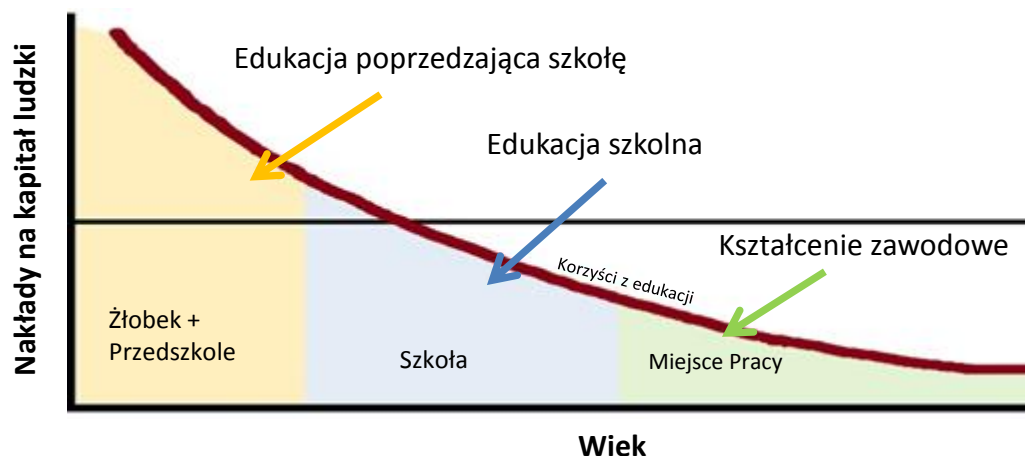 Nakłady na kapitał ludzki
Edukacja poprzedzająca szkołę
Edukacja szkolna
Kształcenie zawodowe
Korzyści z edukacji
Żłobek +
Przedszkole
Szkoła
Miejsce Pracy
Wiek